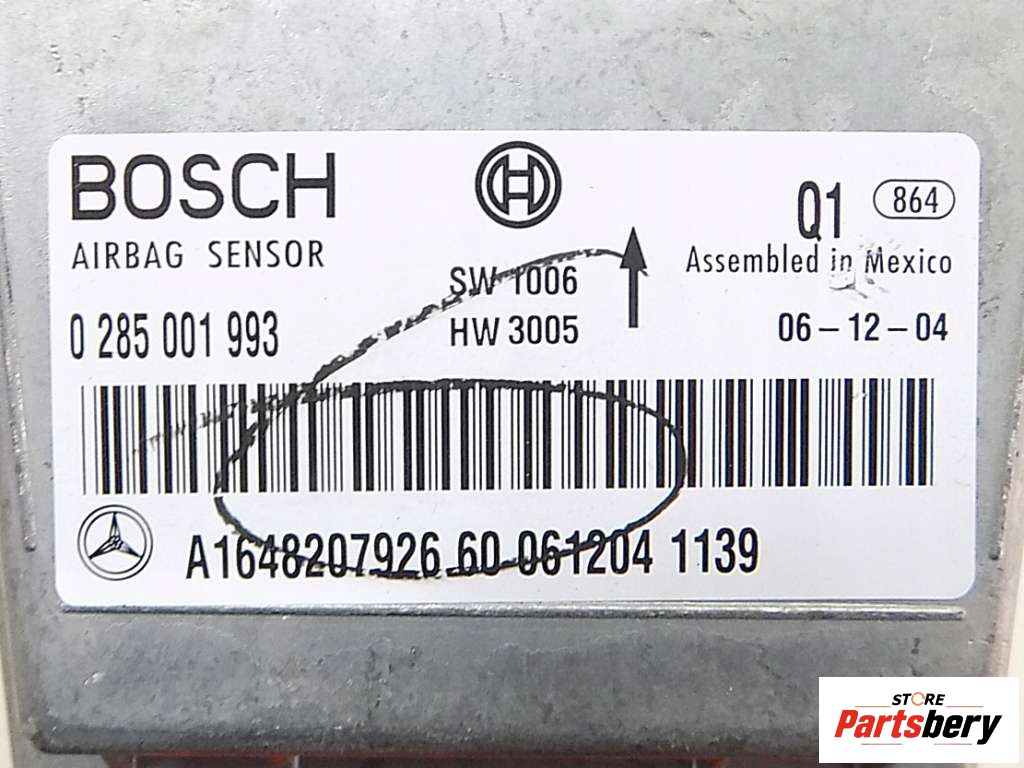 BOSCH
AIRBAG SENSOR
0 285 001 993
SW 1006
HW 3005
Q1 864
Assembled in Mexico
06-12-04
A1648207926 60 061204 1139
STORE
Partsbery